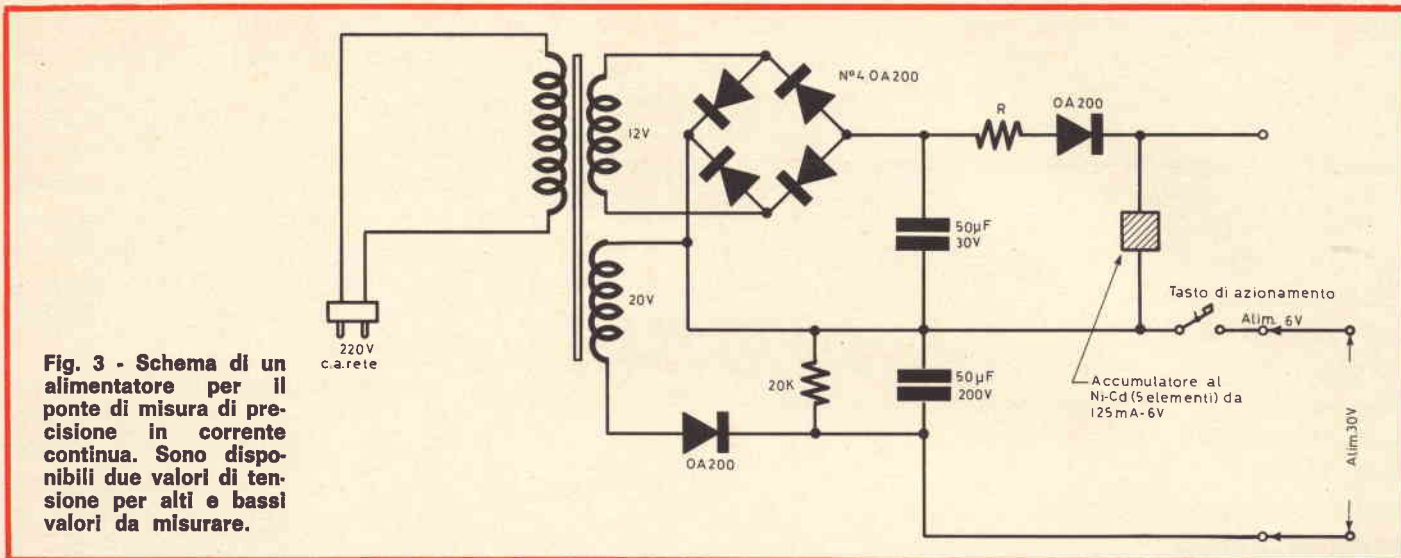 Fig. 3 - Schema di un
alimentatore per il
ponte di misura di pre-
cisione in corrente
continua. Sono dispo-
nibili due valori di ten-
sione per alti e bassi
valori da misurare.
220V
c.a.rete
12V
20V
N°4 OA200
R
OA200
50µF
30V
Tasto di azionamento
Alim. 6V
20K
50µF
200V
Accumulatore al
Ni-Cd (5 elementi) da
125mA-6V
OA200
Alim.30V